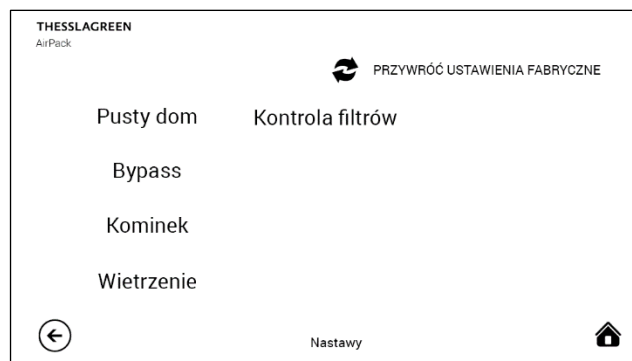 THESSLAGREEN
AirPack
PRZYWRÓĆ USTAWIENIA FABRYCZNE
Pusty dom
Kontrola filtrów
Bypass
Kominek
Wietrzenie
Nastawy